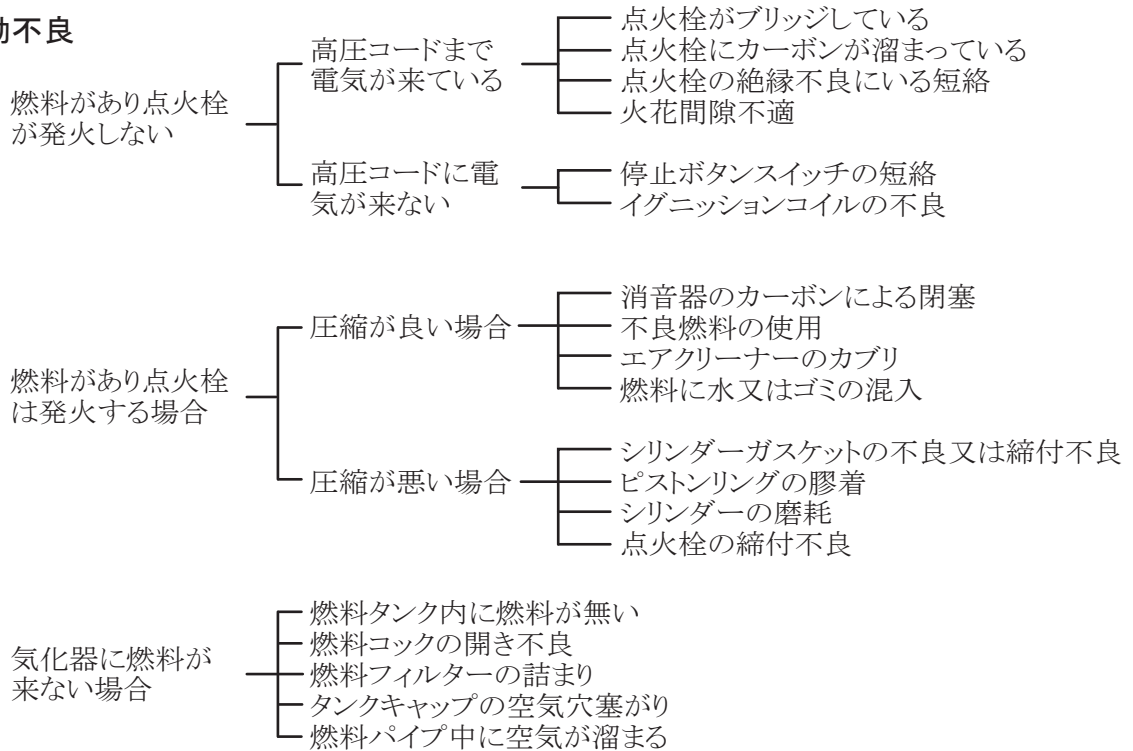 動不良
燃料があり点火栓
が発火しない
高圧コードまで
電気が来ている
点火栓がブリッジしている
点火栓にカーボンが溜まっている
点火栓の絶縁不良にいる短絡
火花間隙不適
高圧コードに電
気が来ない
停止ボタンスイッチの短絡
イグニッションコイルの不良
燃料があり点火栓
は発火する場合
圧縮が良い場合
消音器のカーボンによる閉塞
不良燃料の使用
エアクリーナーのカブリ
燃料に水又はゴミの混入
圧縮が悪い場合
シリンダーガスケットの不良又は締付不良
ピストンリングの膠着
シリンダーの磨耗
点火栓の締付不良
気化器に燃料が
来ない場合
燃料タンク内に燃料が無い
燃料コックの開き不良
燃料フィルターの詰まり
タンクキャップの空気穴塞がり
燃料パイプ中に空気が溜まる